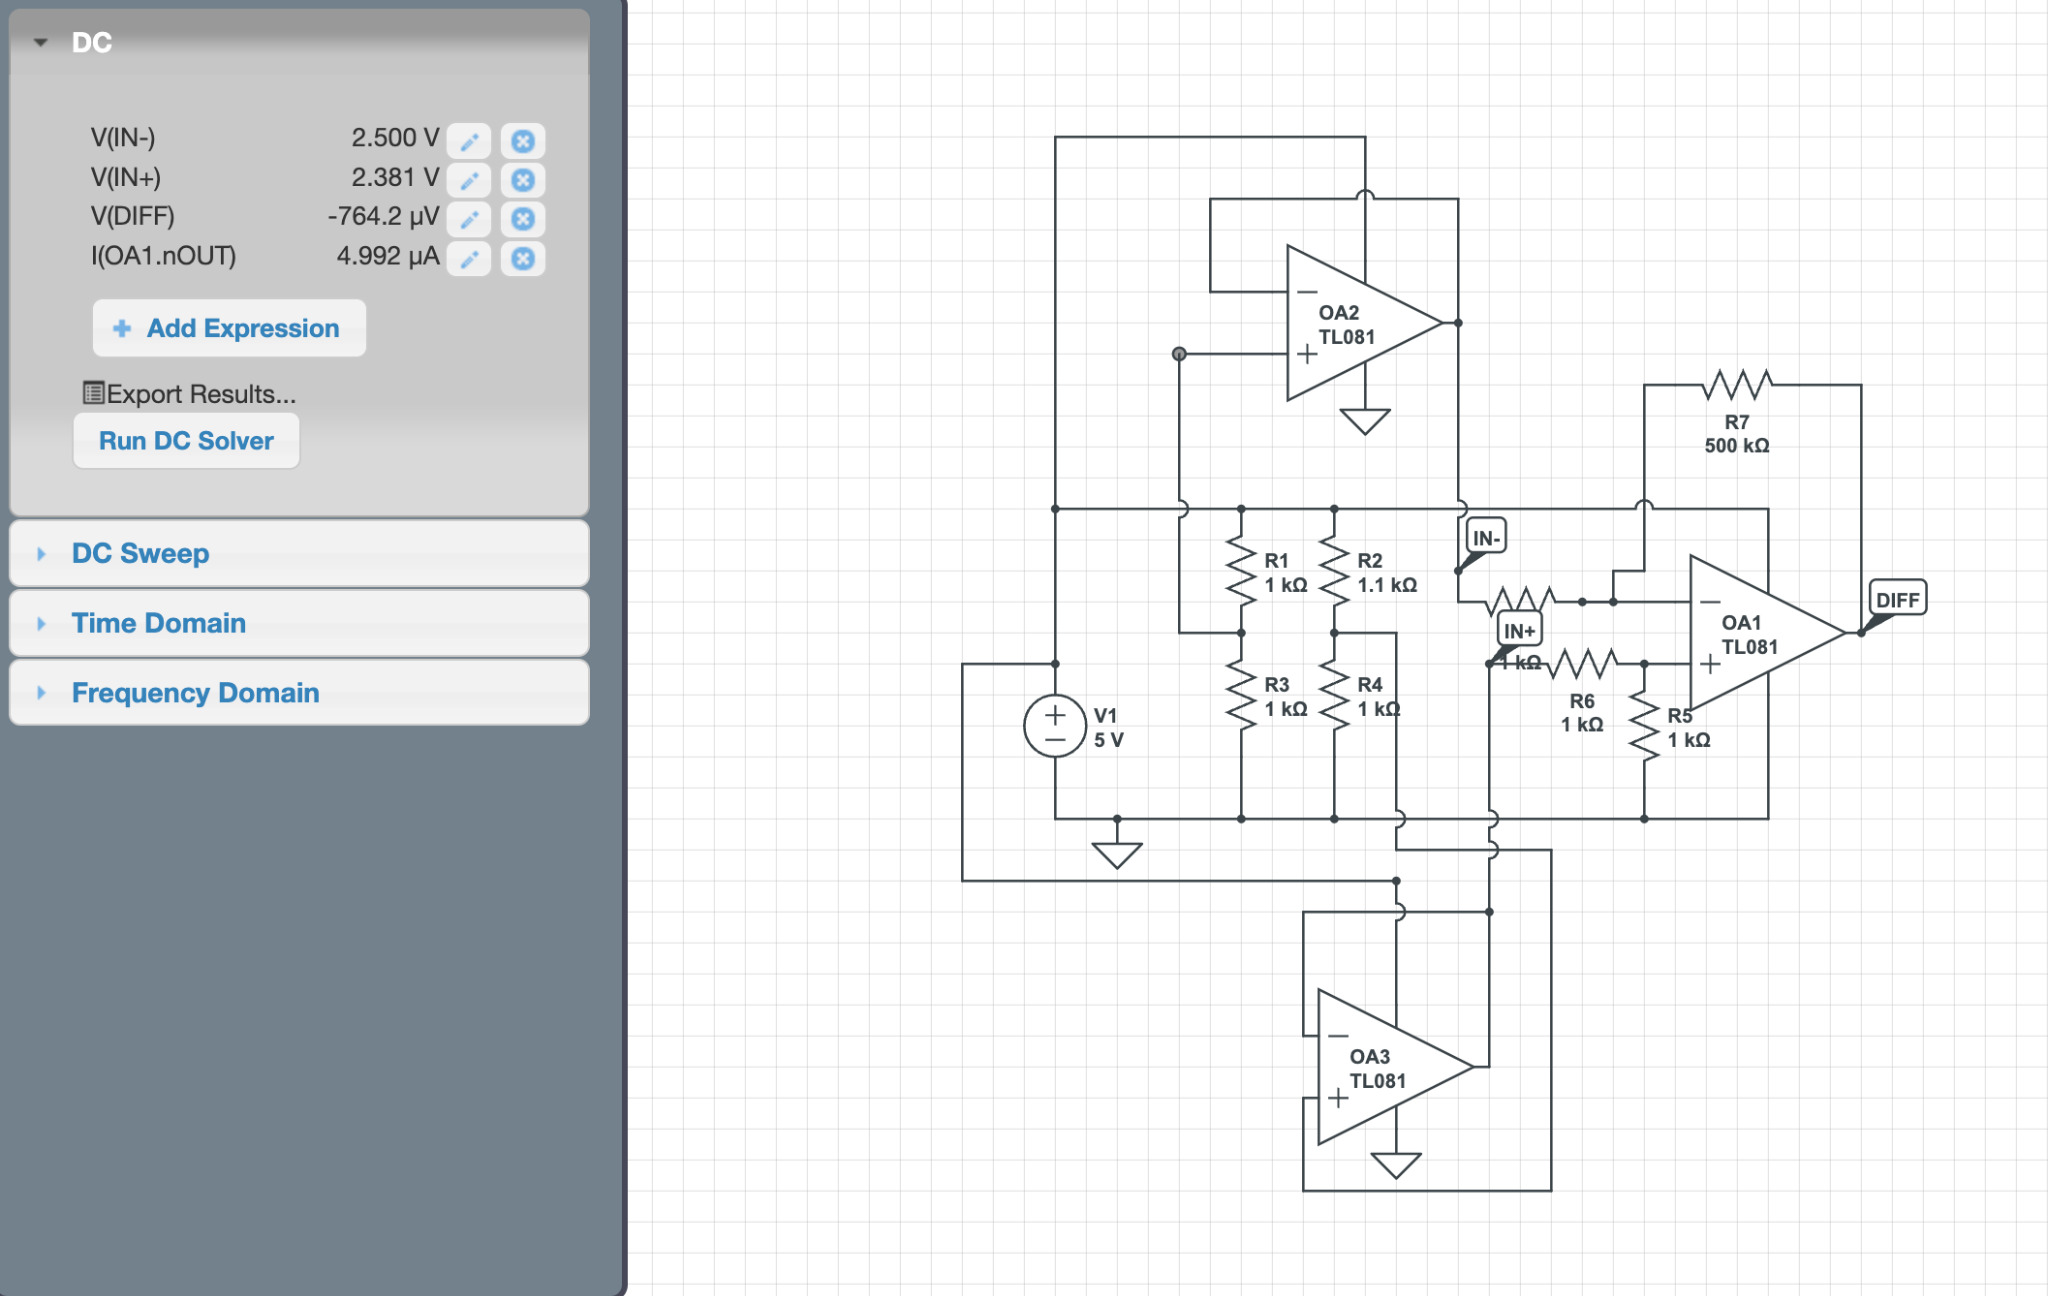 DC
V(IN-) 2.500 V
V(IN+) 2.381 V
V(DIFF) -764.2 µV
I(OA1.nOUT) 4.992 µA
Add Expression
Export Results...
Run DC Solver
DC Sweep
Time Domain
Frequency Domain
OA2
TL081
R7
500 kΩ
IN-
R1
1 kΩ
R2
1.1 kΩ
IN+
1 kΩ
OA1
TL081
DIFF
R3
1 kΩ
R4
1 kΩ
R6
1 kΩ
R5
1 kΩ
V1
5 V
OA3
TL081